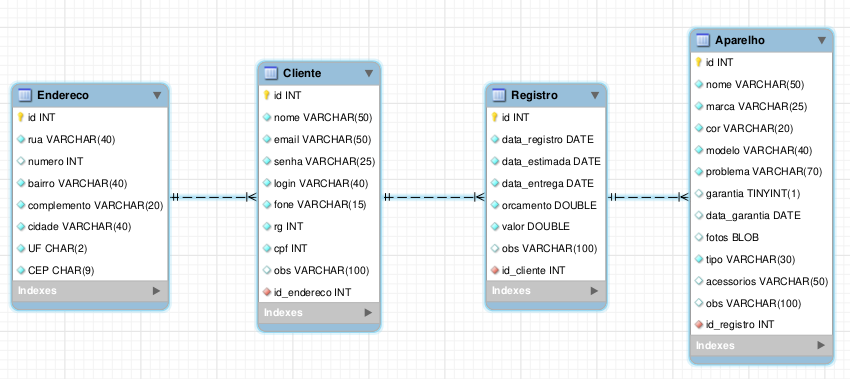 Endereco
id INT
rua VARCHAR(40)
numero INT
bairro VARCHAR(40)
complemento VARCHAR(20)
cidade VARCHAR(40)
UF CHAR(2)
CEP CHAR(9)
Indexes
Cliente
id INT
nome VARCHAR(50)
email VARCHAR(50)
senha VARCHAR(25)
login VARCHAR(40)
fone VARCHAR(15)
rg INT
cpf INT
obs VARCHAR(100)
id_endereco INT
Indexes
Registro
id INT
data_registro DATE
data_estimada DATE
data_entrega DATE
orcamento DOUBLE
valor DOUBLE
obs VARCHAR(100)
id_cliente INT
Indexes
Aparelho
id INT
nome VARCHAR(50)
marca VARCHAR(25)
cor VARCHAR(20)
modelo VARCHAR(40)
problema VARCHAR(70)
garantia TINYINT(1)
data_garantia DATE
fotos BLOB
tipo VARCHAR(30)
acessorios VARCHAR(50)
obs VARCHAR(100)
id_registro INT
Indexes